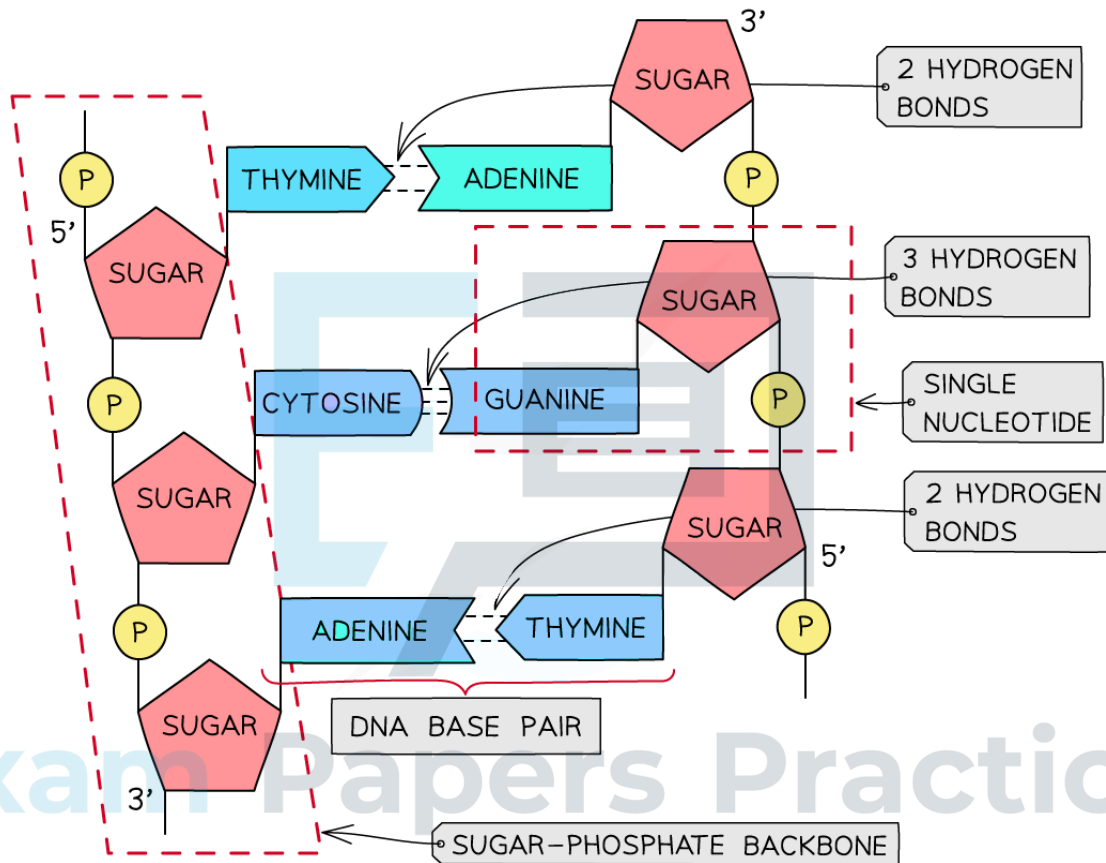 3’
SUGAR
2 HYDROGEN
BONDS
P
THYMINE
ADENINE
P
5’
SUGAR
SUGAR
3 HYDROGEN
BONDS
P
CYTOSINE
GUANINE
P
SINGLE
NUCLEOTIDE
SUGAR
SUGAR
5’
2 HYDROGEN
BONDS
P
ADENINE
THYMINE
P
SUGAR
DNA BASE PAIR
3’
xam Papers Practic
SUGAR-PHOSPHATE BACKBONE